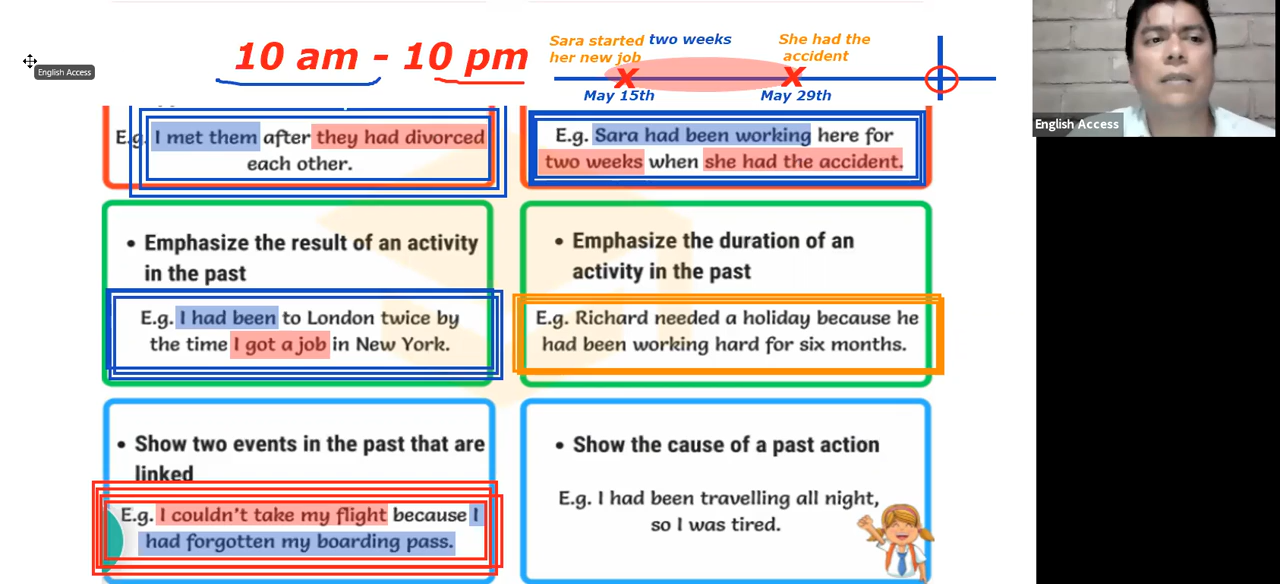 10 am - 10 pm
English Access
Sara started
her new job
two weeks
She had the
accident
X
X
May 15th
May 29th
English Access
E.g. I met them after they had divorced
each other.
E.g. Sara had been working here for
two weeks when she had the accident.
• Emphasize the result of an activity
in the past
E.g. I had been to London twice by
the time I got a job in New York.
• Emphasize the duration of an
activity in the past
E.g. Richard needed a holiday because he
had been working hard for six months.
• Show two events in the past that are
linked
E.g. I couldn't take my flight because I
had forgotten my boarding pass.
• Show the cause of a past action
E.g. I had been travelling all night,
so I was tired.